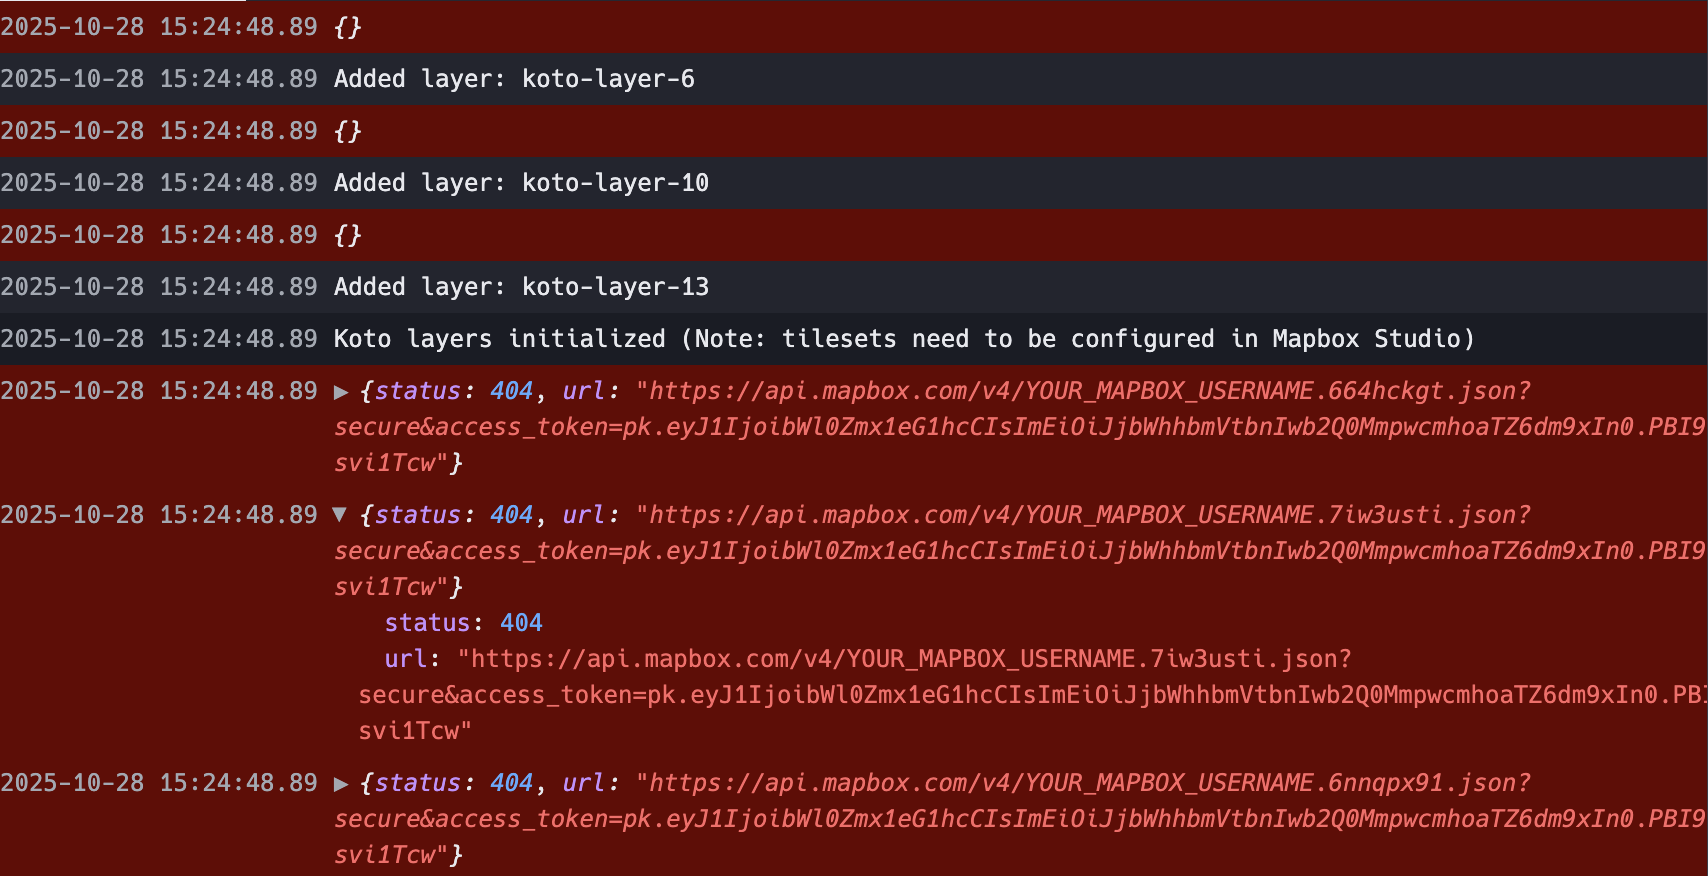 2025-10-28 15:24:48.89 {}
2025-10-28 15:24:48.89 Added layer: koto-layer-6
2025-10-28 15:24:48.89 {}
2025-10-28 15:24:48.89 Added layer: koto-layer-10
2025-10-28 15:24:48.89 {}
2025-10-28 15:24:48.89 Added layer: koto-layer-13
2025-10-28 15:24:48.89 Koto layers initialized (Note: tilesets need to be configured in Mapbox Studio)
2025-10-28 15:24:48.89 ▶ {status: 404, url: "https://api.mapbox.com/v4/YOUR_MAPBOX_USERNAME.664hckgt.json?
secure&access_token=pk.eyJ1IjoibWl0Zmx1eG1hcCIsImEiOiJjbWhhbmVtbnIwb2Q0MmpwcmhoaTZ6dm9xIn0.PBI9
svi1Tcw"}
2025-10-28 15:24:48.89 ▼ {status: 404, url: "https://api.mapbox.com/v4/YOUR_MAPBOX_USERNAME.7iw3usti.json?
secure&access_token=pk.eyJ1IjoibWl0Zmx1eG1hcCIsImEiOiJjbWhhbmVtbnIwb2Q0MmpwcmhoaTZ6dm9xIn0.PBI9
svi1Tcw"}
status: 404
url: "https://api.mapbox.com/v4/YOUR_MAPBOX_USERNAME.7iw3usti.json?
secure&access_token=pk.eyJ1IjoibWl0Zmx1eG1hcCIsImEiOiJjbWhhbmVtbnIwb2Q0MmpwcmhoaTZ6dm9xIn0.PBI
svi1Tcw"
2025-10-28 15:24:48.89 ▶ {status: 404, url: "https://api.mapbox.com/v4/YOUR_MAPBOX_USERNAME.6nnqpx91.json?
secure&access_token=pk.eyJ1IjoibWl0Zmx1eG1hcCIsImEiOiJjbWhhbmVtbnIwb2Q0MmpwcmhoaTZ6dm9xIn0.PBI9
svi1Tcw"}